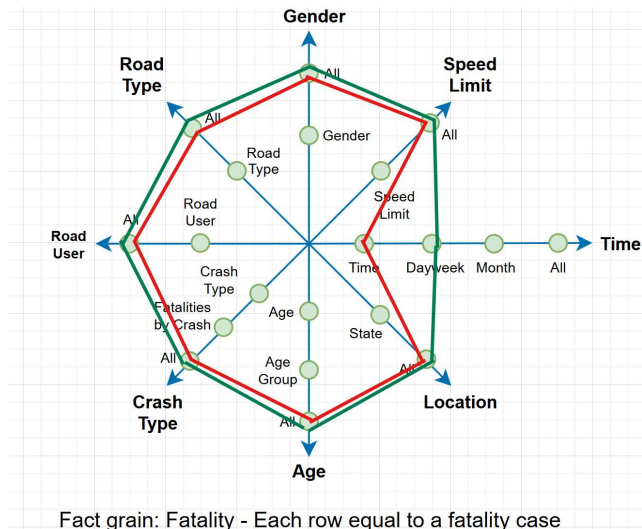 Gender
Road
Type
Speed
Limit
All
All
All
Gender
Road
Type
Speed
Limit
Road
User
All
Road
User
Time
Dayweek
Month
All
Time
Crash
Type
Fatalities
by Crash
All
Age
State
Age
Group
All
All
Crash
Type
Location
Age
Fact grain: Fatality - Each row equal to a fatality case